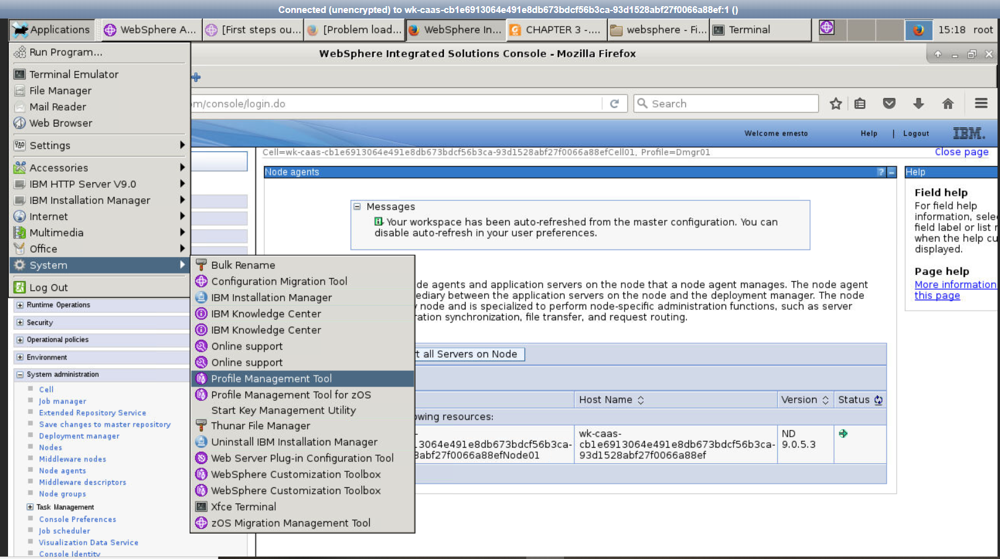 Connected (unencrypted) to wk-caas-cb1e6913064e491e8db673bdcf56b3ca-93d1528abf27f0066a88ef:1 ()
Applications
WebSphere A...
[First steps ou...
[Problem load...
WebSphere In...
CHAPTER 3 -....
websphere - Fi...
Terminal
15:18 root
WebSphere Integrated Solutions Console - Mozilla Firefox
Run Program...
Terminal Emulator
File Manager
Mail Reader
Web Browser
Settings
Accessories
IBM HTTP Server V9.0
IBM Installation Manager
Internet
Multimedia
Office
System
Log Out
m/console/login.do
Search
Welcome ernesto
Help | Logout
IBM.
Cell=wk-caas-cb1e6913064e491e8db673bdcf56b3ca-93d1528abf27f0066a88efCell01, Profile=Dmgr01
Close page
Node agents
? –
Help
Messages
Your workspace has been auto-refreshed from the master configuration. You can
disable auto-refresh in your user preferences.
Field help
For field help
information, selec
field label or list
when the help cu
displayed.
Page help
More information
this page
Bulk Rename
Configuration Migration Tool
IBM Installation Manager
IBM Knowledge Center
IBM Knowledge Center
Online support
Online support
Profile Management Tool
Profile Management Tool for zOS
Start Key Management Utility
Thunar File Manager
Uninstall IBM Installation Manager
Web Server Plug-in Configuration Tool
WebSphere Customization Toolbox
WebSphere Customization Toolbox
Xfce Terminal
zOS Migration Management Tool
de agents and application servers on the node that a node agent manages. The node agent
ediary between the application servers on the node and the deployment manager. The node
node and is specialized to perform node-specific administration functions, such as server
ration synchronization, file transfer, and request routing.
t all Servers on Node
Host Name
Version
Status
owing resources:
13064e491e8db673bdcf56b3ca-
abf27f0066a88efNode01
wk-caas-
cb1e6913064e491e8db673bdcf56b3ca-
93d1528abf27f0066a88ef
ND
9.0.5.3
Runtime Operations
Security
Operational policies
Environment
System administration
Cell
Job manager
Extended Repository Service
Save changes to master repository
Deployment manager
Nodes
Middleware nodes
Node agents
Middleware descriptors
Node groups
Task Management
Console Preferences
Job scheduler
Visualization Data Service
Console Identity